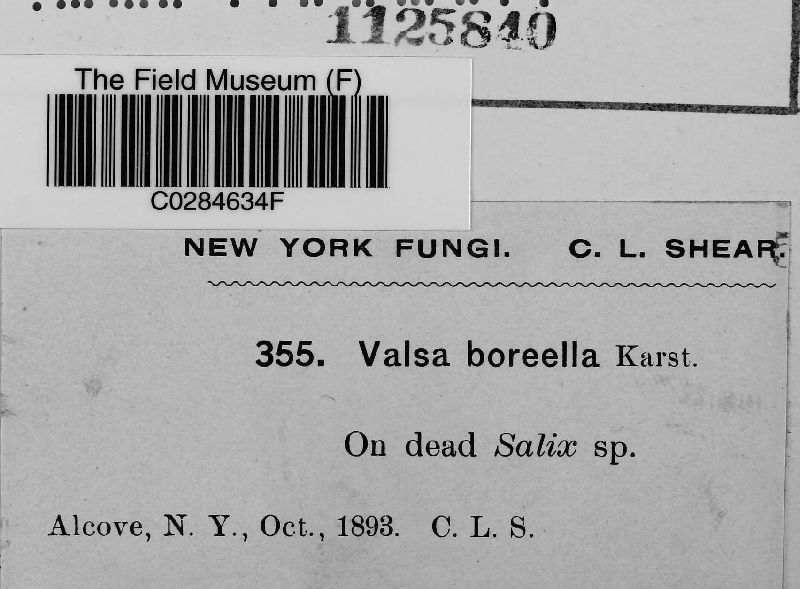 1125840
The Field Museum (F)
C0284634F
NEW YORK FUNGI. C. L. SHEAR.
355. Valsa boreella Karst.
On dead Salix sp.
Alcove, N. Y., Oct., 1893. C. L. S.